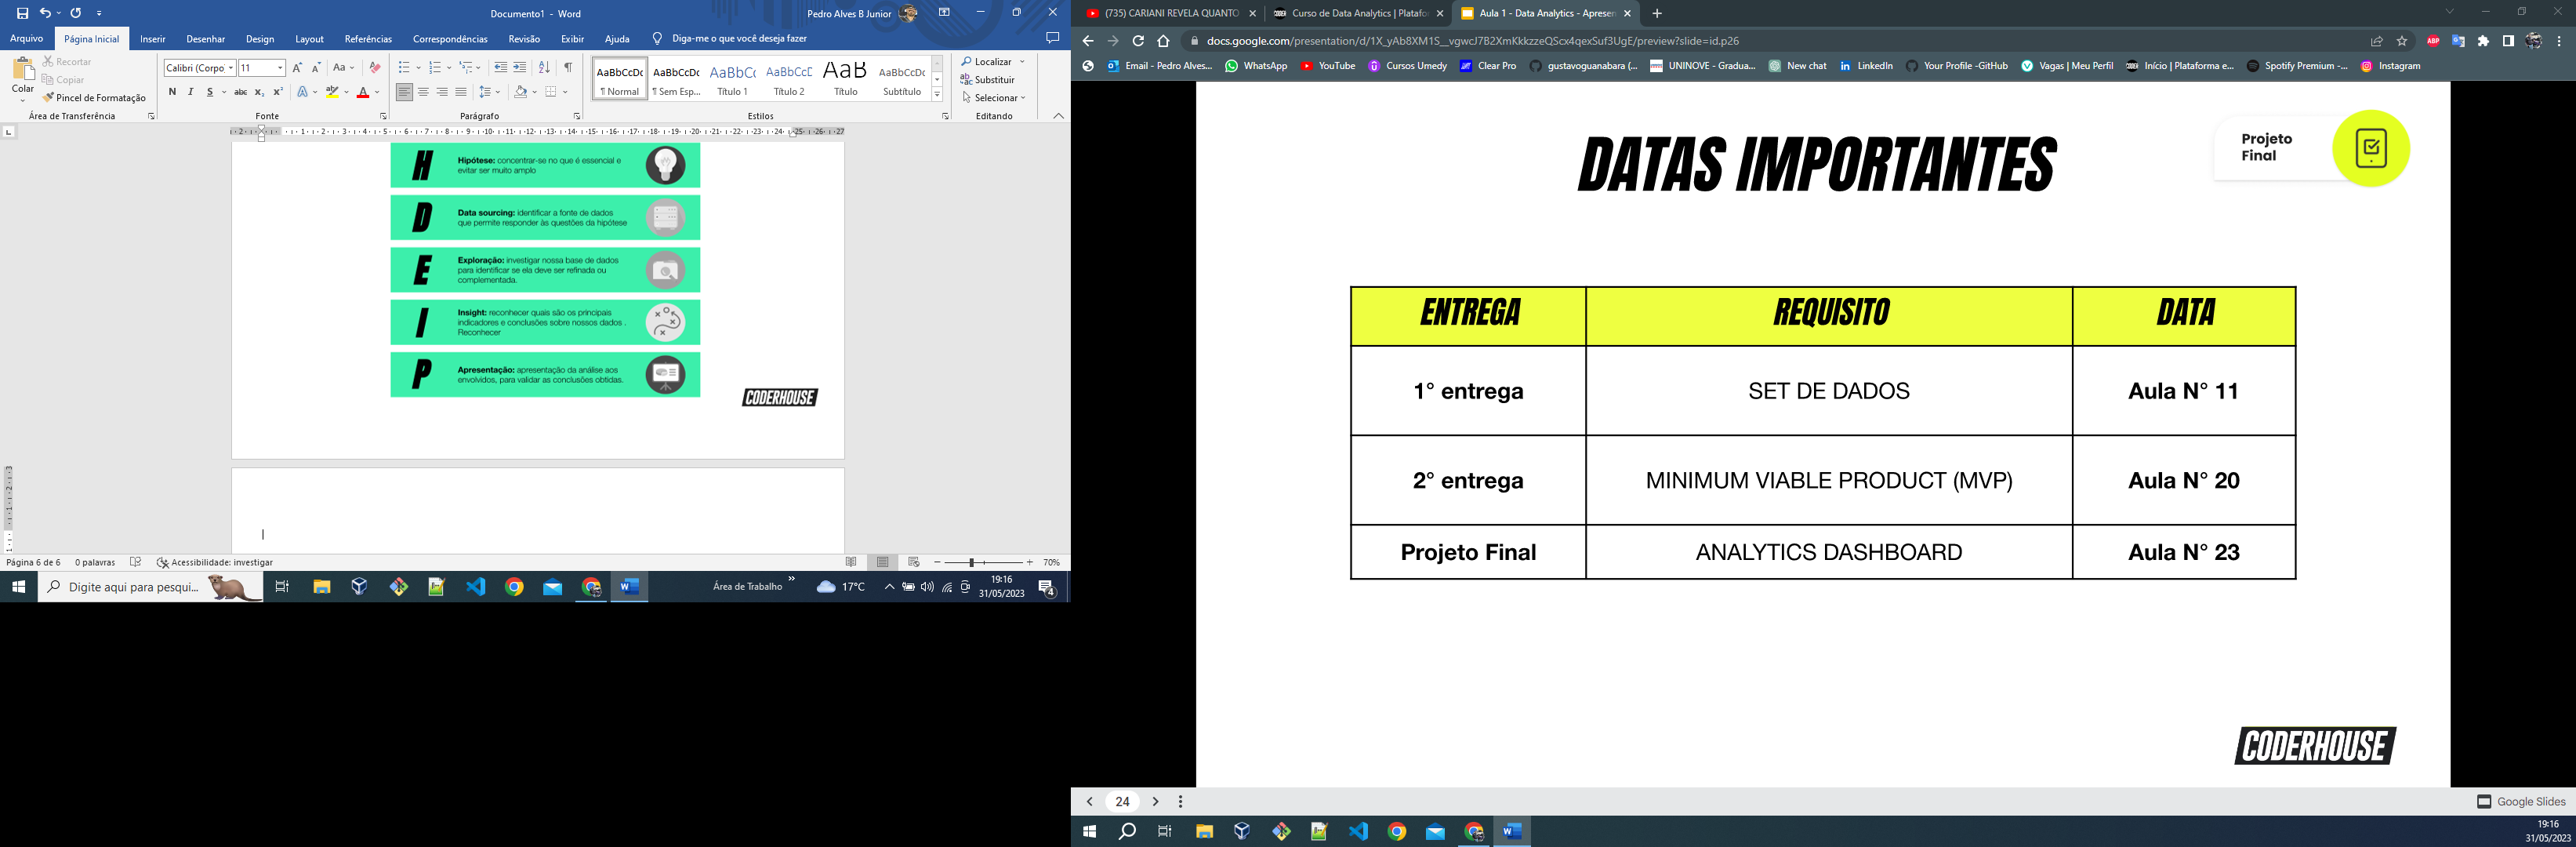 Documento1 - Word
Pedro Alves B Junior
Arquivo
Página Inicial
Inserir
Desenhar
Design
Layout
Referências
Correspondências
Revisão
Exibir
Ajuda
Diga-me o que você deseja fazer
Colar
Recortar
Copiar
Pincel de Formatação
Área de Transferência
Calibri (Corpo
11
Fonte
Parágrafo
AaBbCcDc
¶ Normal
AaBbCcDc
¶ Sem Esp...
AaBbC
Título 1
AaBbCcE
Título 2
AaB
Título
AaBbCcDc
Subtítulo
Estilos
Localizar
Substituir
Selecionar
Editando
H
Hipótese: concentrar-se no que é essencial e
evitar ser muito amplo
D
Data sourcing: identificar a fonte de dados
que permite responder às questões da hipótese
E
Exploração: investigar nossa base de dados
para identificar se ela deve ser refinada ou
complementada.
I
Insight: reconhecer quais são os principais
indicadores e conclusões sobre nossos dados .
Reconhecer
P
Apresentação: apresentação da análise aos
envolvidos, para validar as conclusões obtidas.
CODERHOUSE
Página 6 de 6
0 palavras
Acessibilidade: investigar
70%
Digite aqui para pesqui...
Área de Trabalho
17°C
19:16
31/05/2023
4
(735) CARIANI REVELA QUANTO
Curso de Data Analytics | Platafo
Aula 1 - Data Analytics - Apresen
docs.google.com/presentation/d/1X_yAb8XM1S__vgwcJ7B2XmKkkzzeQScx4qexSuf3UgE/preview?slide=id.p26
Email - Pedro Alves...
WhatsApp
YouTube
Cursos Umedy
Clear Pro
gustavoguanabara (...
UNINOVE - Gradua...
New chat
LinkedIn
Your Profile -GitHub
Vagas | Meu Perfil
Início | Plataforma e...
Spotify Premium -...
Instagram
DATAS IMPORTANTES
Projeto
Final
ENTREGA REQUISITO DATA
1° entrega SET DE DADOS Aula N° 11
2° entrega MINIMUM VIABLE PRODUCT (MVP) Aula N° 20
Projeto Final ANALYTICS DASHBOARD Aula N° 23
CODERHOUSE
24
Google Slides
19:16
31/05/2023